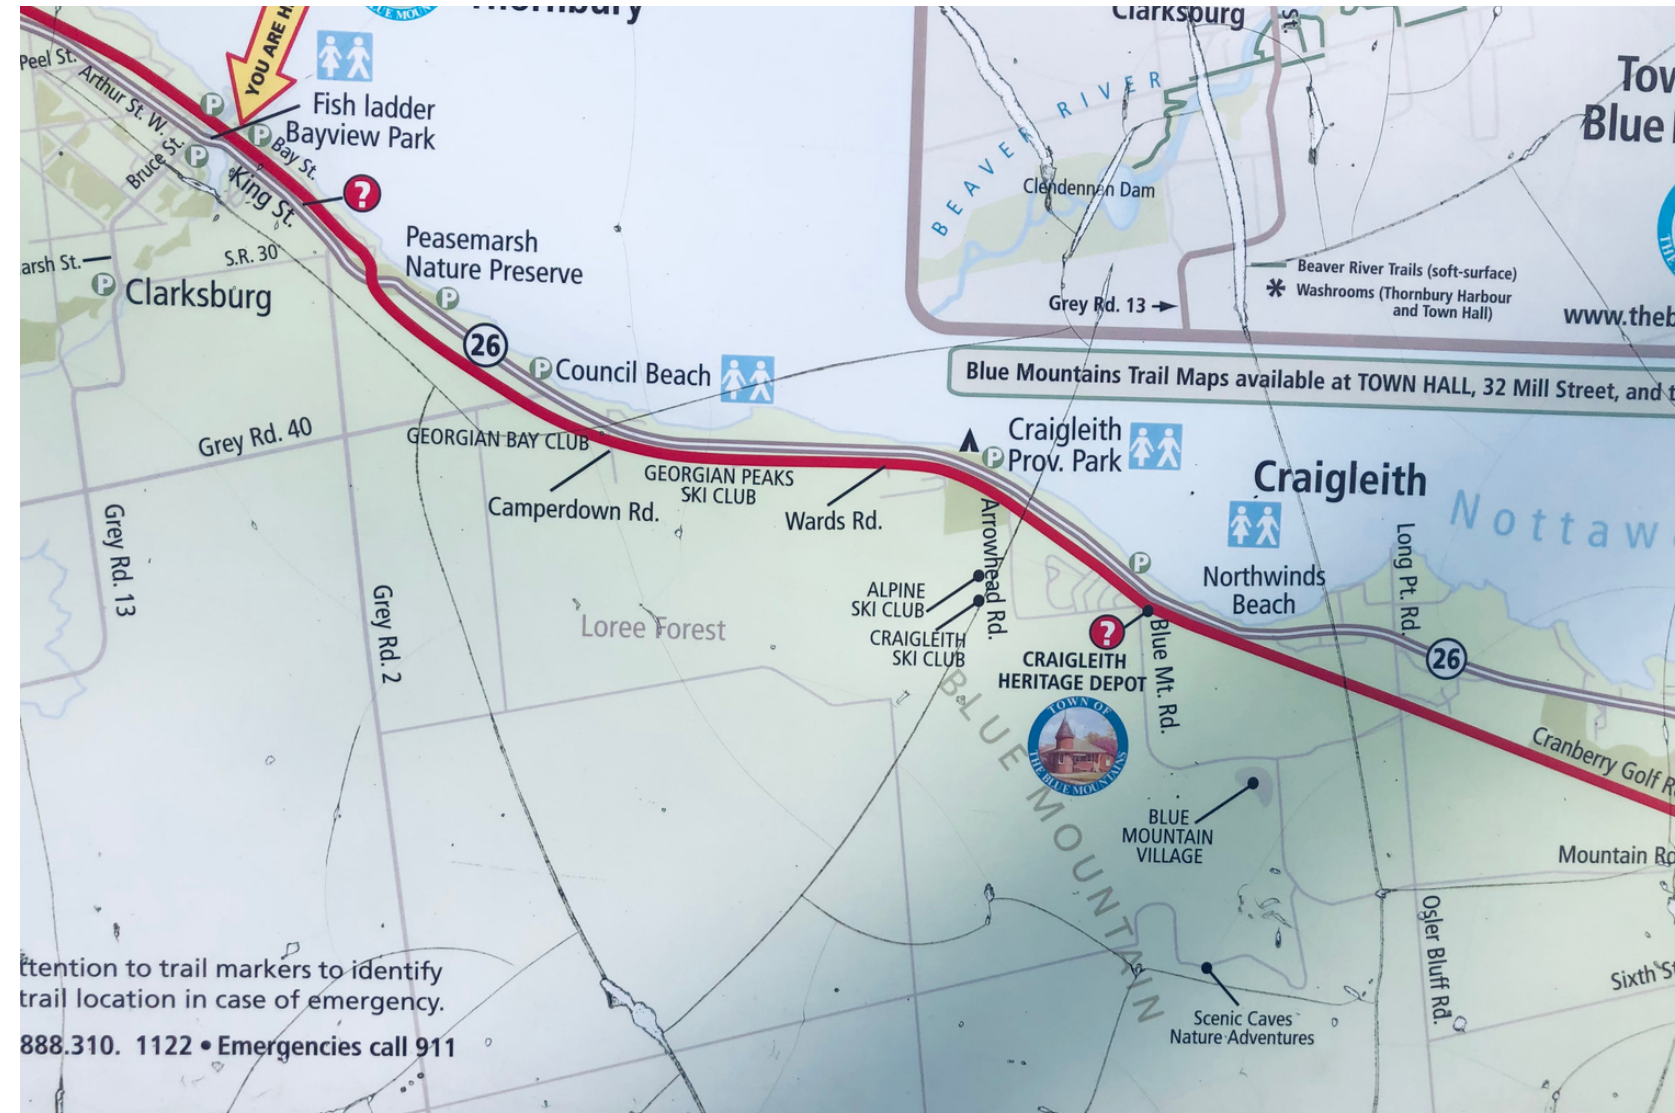 BLUE MOUN
Thornbury
YOU ARE H
Peel St.
Arthur St. W.
Bruce St.
P
P
P
Fish ladder
Bayview Park
Bay St.
King St.
?
Peasemarsh
Nature Preserve
P
S.R. 30
arsh St.
P
Clarksburg
26
P
Council Beach
Grey Rd. 40
GEORGIAN BAY CLUB
Camperdown Rd.
GEORGIAN PEAKS
SKI CLUB
Wards Rd.
Grey Rd. 13
Grey Rd. 2
Loree Forest
Clarksburg
St.
BEAVER RIVER
Clendennan Dam
Grey Rd. 13
Beaver River Trails (soft-surface)
* Washrooms (Thornbury Harbour
and Town Hall)
Tow
Blue
THE
www.theb
Blue Mountains Trail Maps available at TOWN HALL, 32 Mill Street, and t
Craigleith
P Prov. Park
Craigleith
Nottaw
Arrowhead Rd.
ALPINE
SKI CLUB
CRAIGLEITH
SKI CLUB
P
Northwinds
Beach
Long Pt. Rd.
26
?
CRAIGLEITH
HERITAGE DEPOT
TOWN OF
THE BLUE MOUNTAINS
Blue Mt. Rd.
BLUE MOUNTAIN
BLUE
MOUNTAIN
VILLAGE
Cranberry Golf R
Mountain Rd
Osler Bluff Rd.
Sixth St
Scenic Caves
Nature Adventures
ttention to trail markers to identify
trail location in case of emergency.
888.310. 1122 • Emergencies call 911